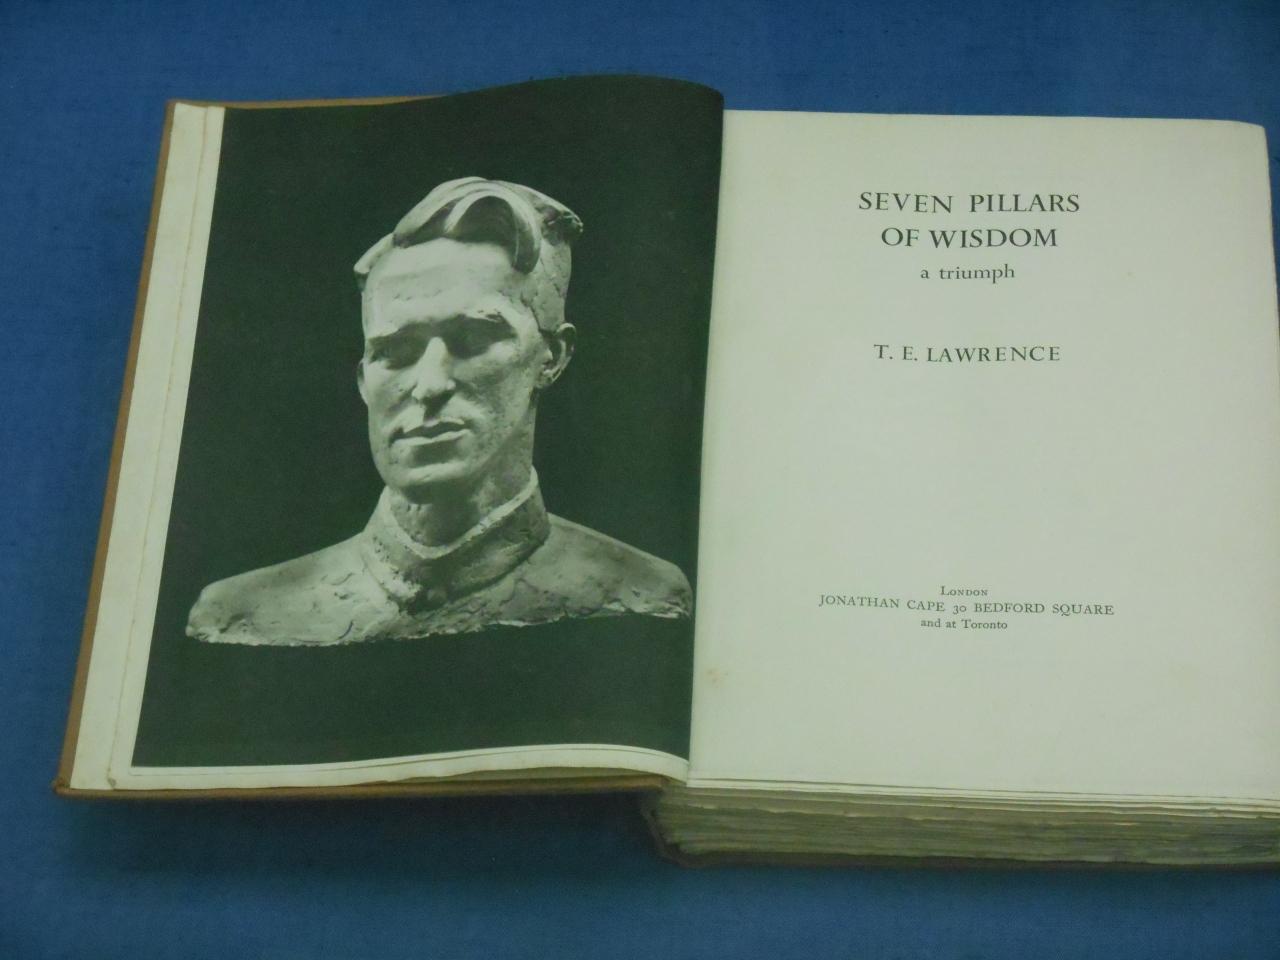 SEVEN PILLARS
OF WISDOM
a triumph
T. E. LAWRENCE
London
JONATHAN CAPE 30 BEDFORD SQUARE
and at Toronto